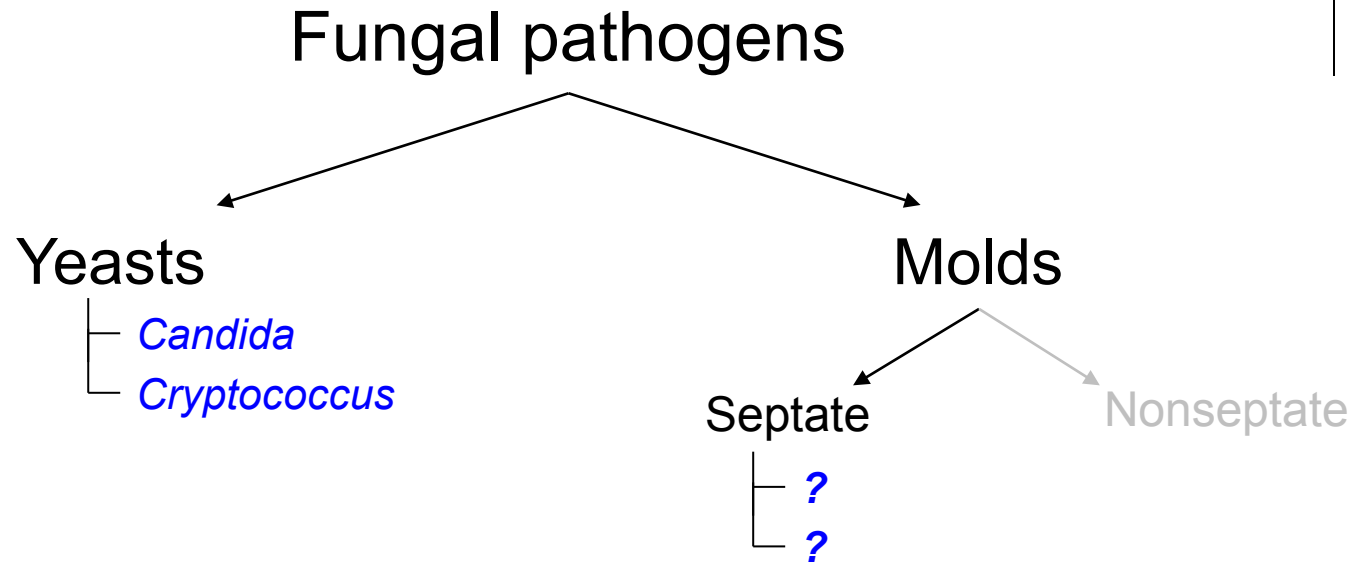 Fungal pathogens
Yeasts
Molds
Candida
Cryptococcus
Septate
Nonseptate
?
?